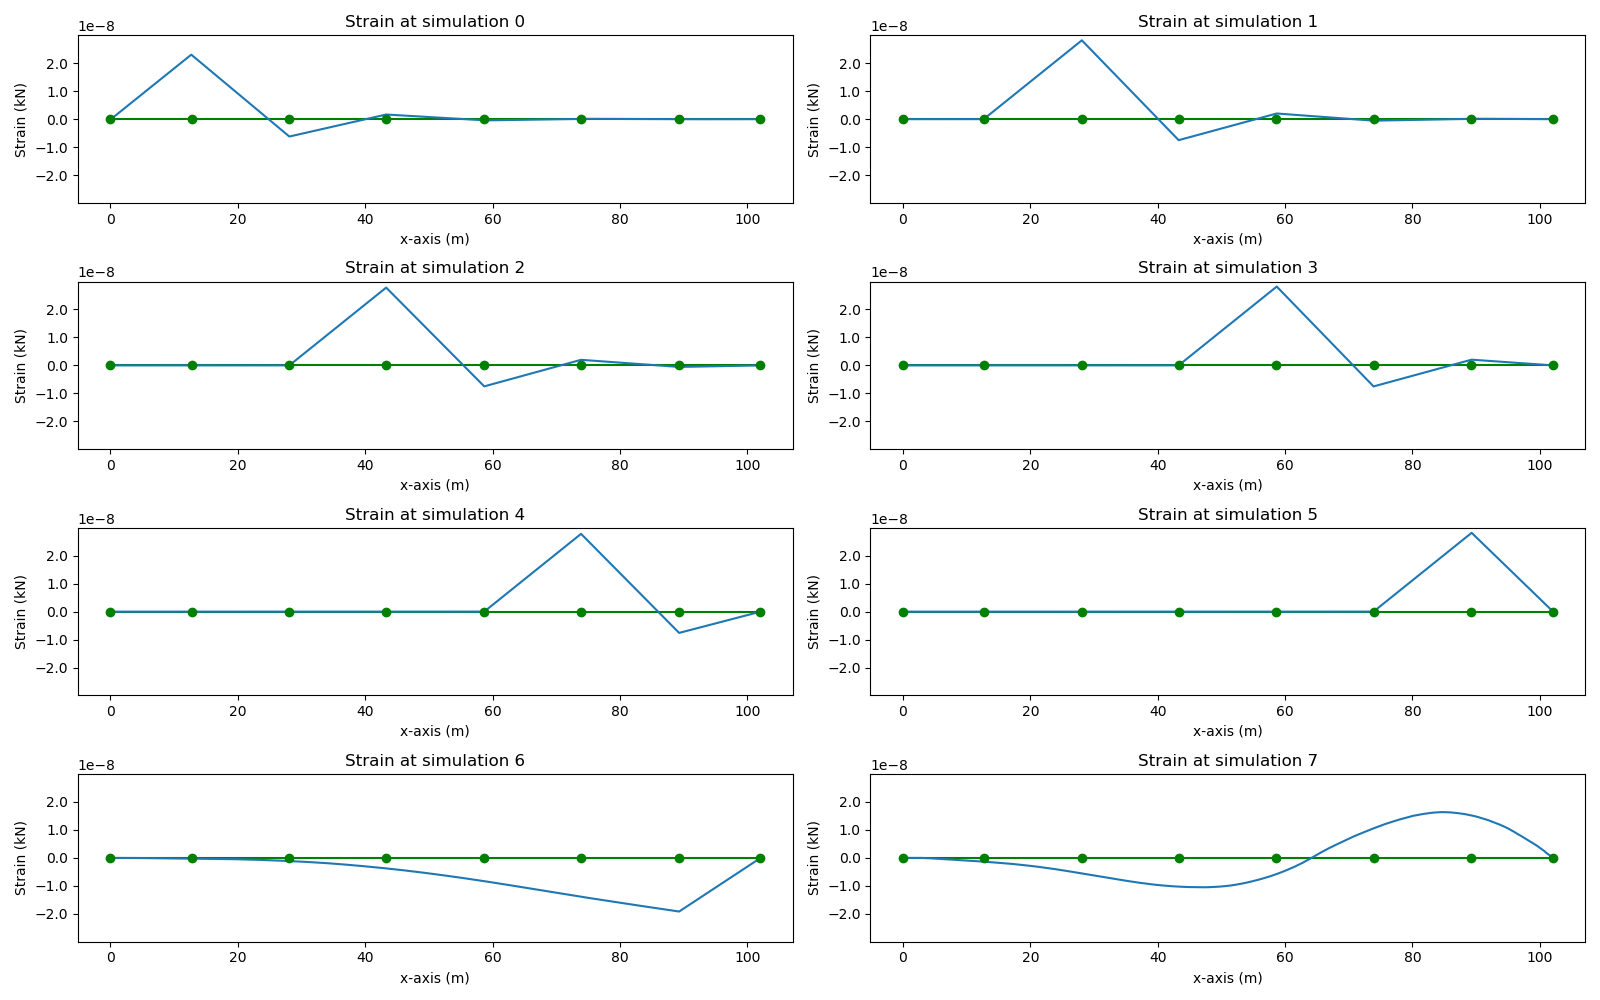 Strain at simulation 0
1e−8
Strain (kN)
2.0
1.0
0.0
−1.0
−2.0
0 20 40 60 80 100
x-axis (m)
Strain at simulation 1
1e−8
Strain (kN)
2.0
1.0
0.0
−1.0
−2.0
0 20 40 60 80 100
x-axis (m)
Strain at simulation 2
1e−8
Strain (kN)
2.0
1.0
0.0
−1.0
−2.0
0 20 40 60 80 100
x-axis (m)
Strain at simulation 3
1e−8
Strain (kN)
2.0
1.0
0.0
−1.0
−2.0
0 20 40 60 80 100
x-axis (m)
Strain at simulation 4
1e−8
Strain (kN)
2.0
1.0
0.0
−1.0
−2.0
0 20 40 60 80 100
x-axis (m)
Strain at simulation 5
1e−8
Strain (kN)
2.0
1.0
0.0
−1.0
−2.0
0 20 40 60 80 100
x-axis (m)
Strain at simulation 6
1e−8
Strain (kN)
2.0
1.0
0.0
−1.0
−2.0
0 20 40 60 80 100
x-axis (m)
Strain at simulation 7
1e−8
Strain (kN)
2.0
1.0
0.0
−1.0
−2.0
0 20 40 60 80 100
x-axis (m)